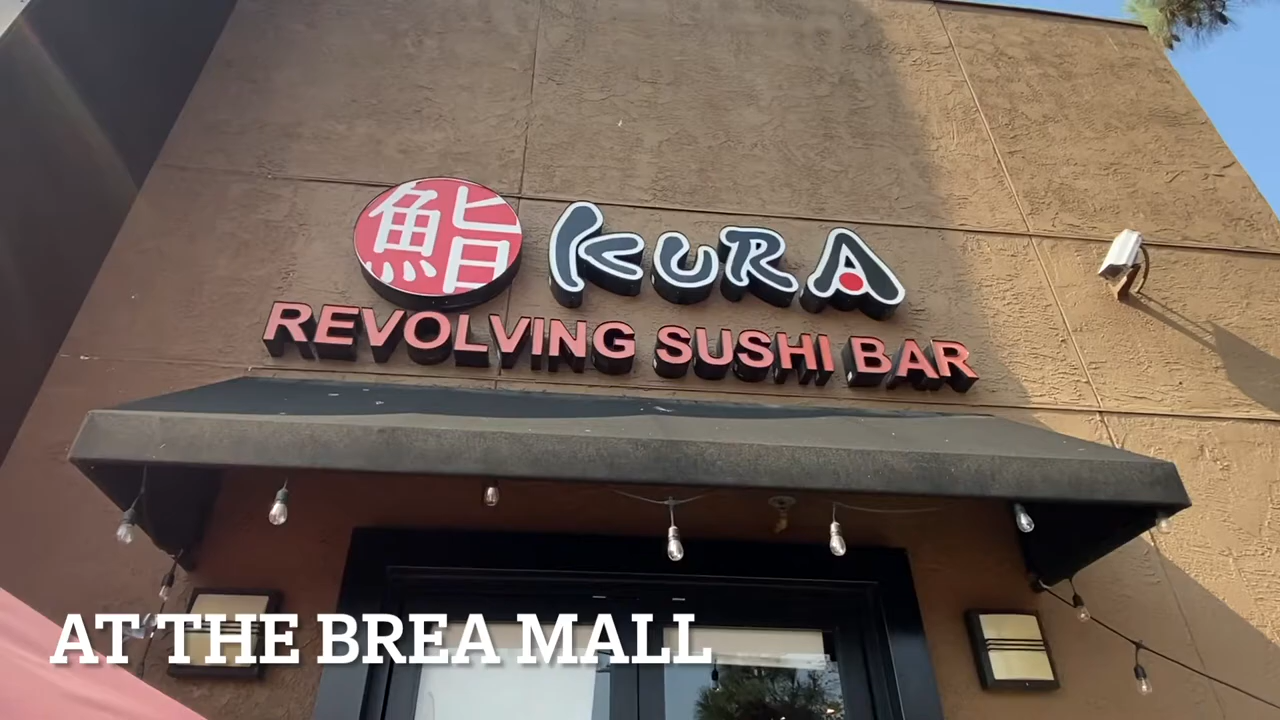 鮨 KURA
REVOLVING SUSHI BAR
AT THE BREA MALL